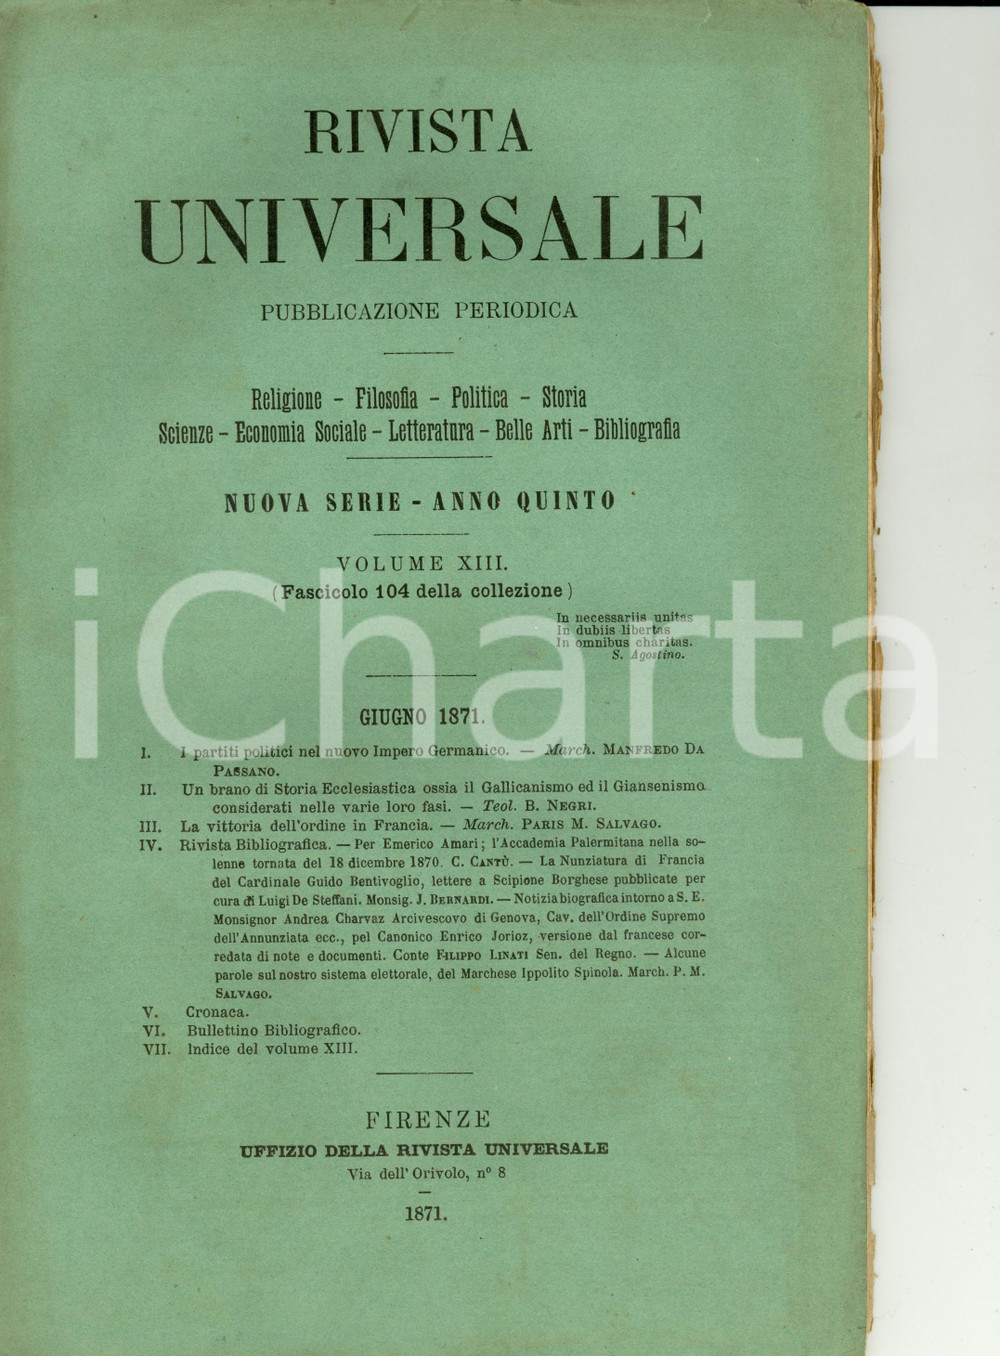 RIVISTA
UNIVERSALE
PUBBLICAZIONE PERIODICA
Religione - Filosofia - Politica - Storia
Scienze - Economia Sociale - Letteratura - Belle Arti - Bibliografia
NUOVA SERIE - ANNO QUINTO
VOLUME XIII.
(Fascicolo 104 della collezione)
In necessariis unitas
In dubiis libertas
In omnibus charitas.
S. Agostino.
iCharta
GIUGNO 1871.
I. I partiti politici nel nuovo Impero Germanico. — March. MANFREDO DA
PASSANO.
II. Un brano di Storia Ecclesiastica ossia il Gallicanismo ed il Giansenismo
considerati nelle varie loro fasi. — Teol. B. NEGRI.
III. La vittoria dell'ordine in Francia. — March. PARIS M. SALVAGO.
IV. Rivista Bibliografica. — Per Emerico Amari; l'Accademia Palermitana nella so-
lenne tornata del 18 dicembre 1870. C. CANTÙ. — La Nunziatura di Francia
del Cardinale Guido Bentivoglio, lettere a Scipione Borghese pubblicate per
cura di Luigi De Steffani. Monsig. J. BERNARDI. — Notizia biografica intorno a S. E.
Monsignor Andrea Charvaz Arcivescovo di Genova, Cav. dell'Ordine Supremo
dell'Annunziata ecc., pel Canonico Enrico Jorioz, versione dal francese cor-
redata di note e documenti. Conte FILIPPO LINATI Sen. del Regno. — Alcune
parole sul nostro sistema elettorale, del Marchese Ippolito Spinola. March. P. M.
SALVAGO.
V. Cronaca.
VI. Bullettino Bibliografico.
VII. Indice del volume XIII.
FIRENZE
UFFIZIO DELLA RIVISTA UNIVERSALE
Via dell' Orivolo, nº 8
1871.